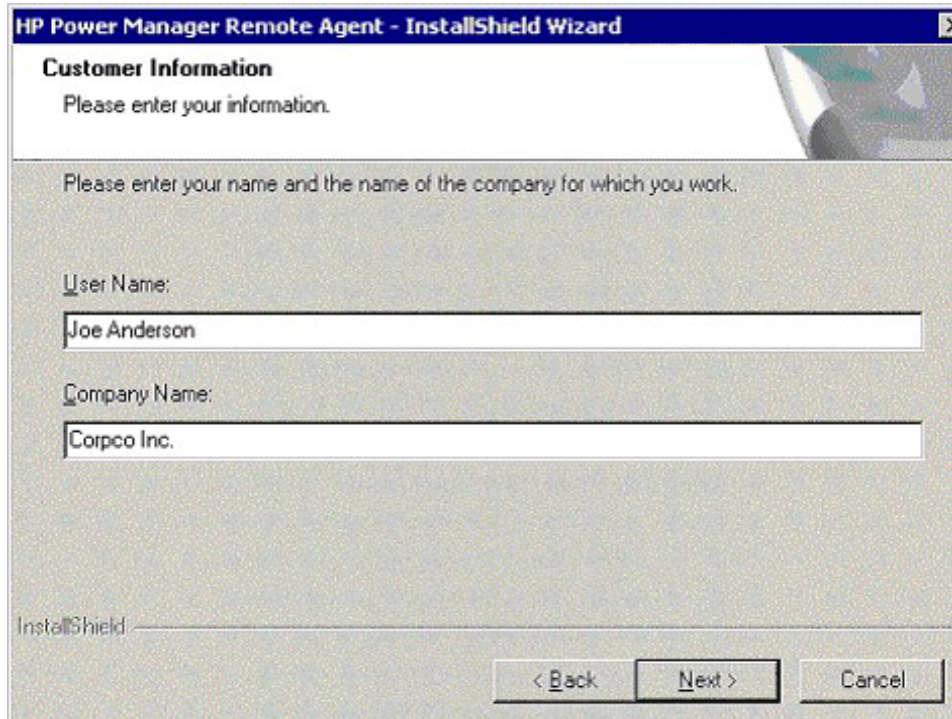 HP Power Manager Remote Agent - InstallShield Wizard
Customer Information
Please enter your information.
Please enter your name and the name of the company for which you work.
User Name:
Joe Anderson
Company Name:
Corpco Inc.
InstallShield
< Back Next > Cancel